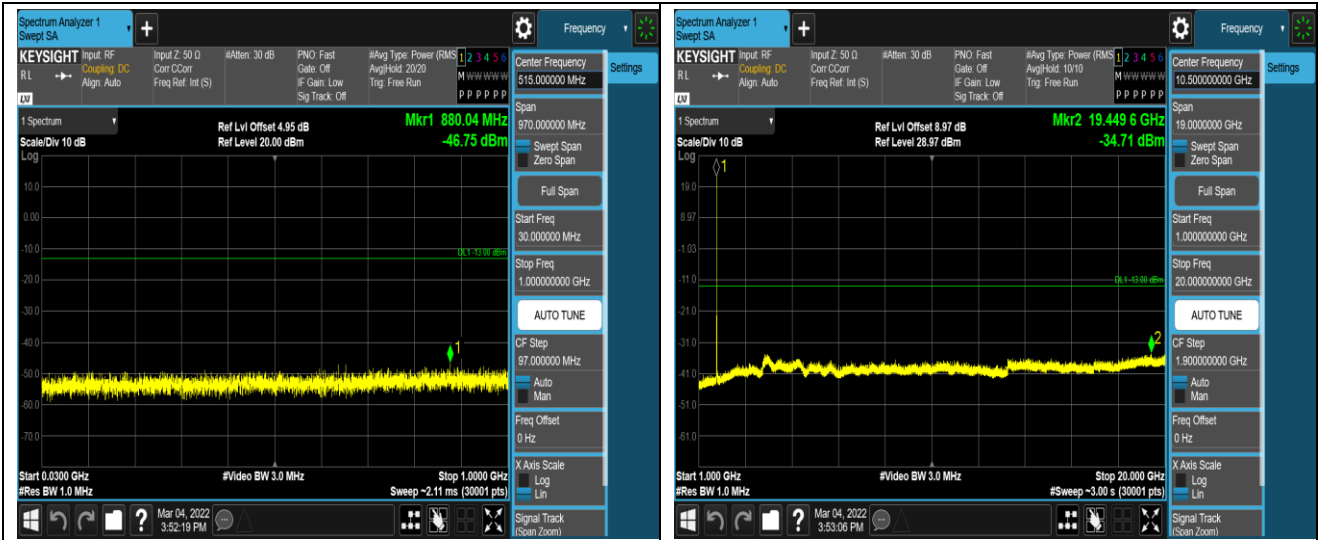 Spectrum Analyzer 1
Swept SA
+
Frequency
KEYSIGHT Input: RF Input Z: 50 Ω #Atten: 30 dB PNO: Fast #Avg Type: Power (RMS 1 2 3 4 5 6
RL Coupling: DC Corr CCorr Gate: Off Avg|Hold: 20/20 M W W W W W
Align: Auto Freq Ref: Int (S) IF Gain: Low Trig: Free Run
Sig Track: Off P P P P P P
LXI
1 Spectrum
Scale/Div 10 dB
Ref Lvl Offset 4.95 dB
Ref Level 20.00 dBm
Mkr1 880.04 MHz
-46.75 dBm
Log
10.0
0.00
-10.0
DL1 -13.00 dBm
-20.0
-30.0
-40.0
1
-50.0
-60.0
-70.0
Start 0.0300 GHz #Video BW 3.0 MHz Stop 1.0000 GHz
#Res BW 1.0 MHz Sweep ~2.11 ms (30001 pts)
?
Mar 04, 2022
3:52:19 PM
Center Frequency
515.000000 MHz
Settings
Span
970.000000 MHz
Swept Span
Zero Span
Full Span
Start Freq
30.000000 MHz
Stop Freq
1.000000000 GHz
AUTO TUNE
CF Step
97.000000 MHz
Auto
Man
Freq Offset
0 Hz
X Axis Scale
Log
Lin
Signal Track
(Span Zoom)
Spectrum Analyzer 1
Swept SA
+
Frequency
KEYSIGHT Input: RF Input Z: 50 Ω #Atten: 30 dB PNO: Fast #Avg Type: Power (RMS 1 2 3 4 5 6
RL Coupling: DC Corr CCorr Gate: Off Avg|Hold: 10/10 M W W W W W
Align: Auto Freq Ref: Int (S) IF Gain: Low Trig: Free Run
Sig Track: Off P P P P P P
LXI
1 Spectrum
Scale/Div 10 dB
Ref Lvl Offset 8.97 dB
Ref Level 28.97 dBm
Mkr2 19.449 6 GHz
-34.71 dBm
Log
1
19.0
8.97
-1.03
-11.0
DL1 -13.00 dBm
-21.0
-31.0
2
-41.0
-51.0
-61.0
Start 1.000 GHz #Video BW 3.0 MHz Stop 20.000 GHz
#Res BW 1.0 MHz #Sweep ~3.00 s (30001 pts)
?
Mar 04, 2022
3:53:06 PM
Center Frequency
10.500000000 GHz
Settings
Span
19.0000000 GHz
Swept Span
Zero Span
Full Span
Start Freq
1.000000000 GHz
Stop Freq
20.000000000 GHz
AUTO TUNE
CF Step
1.900000000 GHz
Auto
Man
Freq Offset
0 Hz
X Axis Scale
Log
Lin
Signal Track
(Span Zoom)